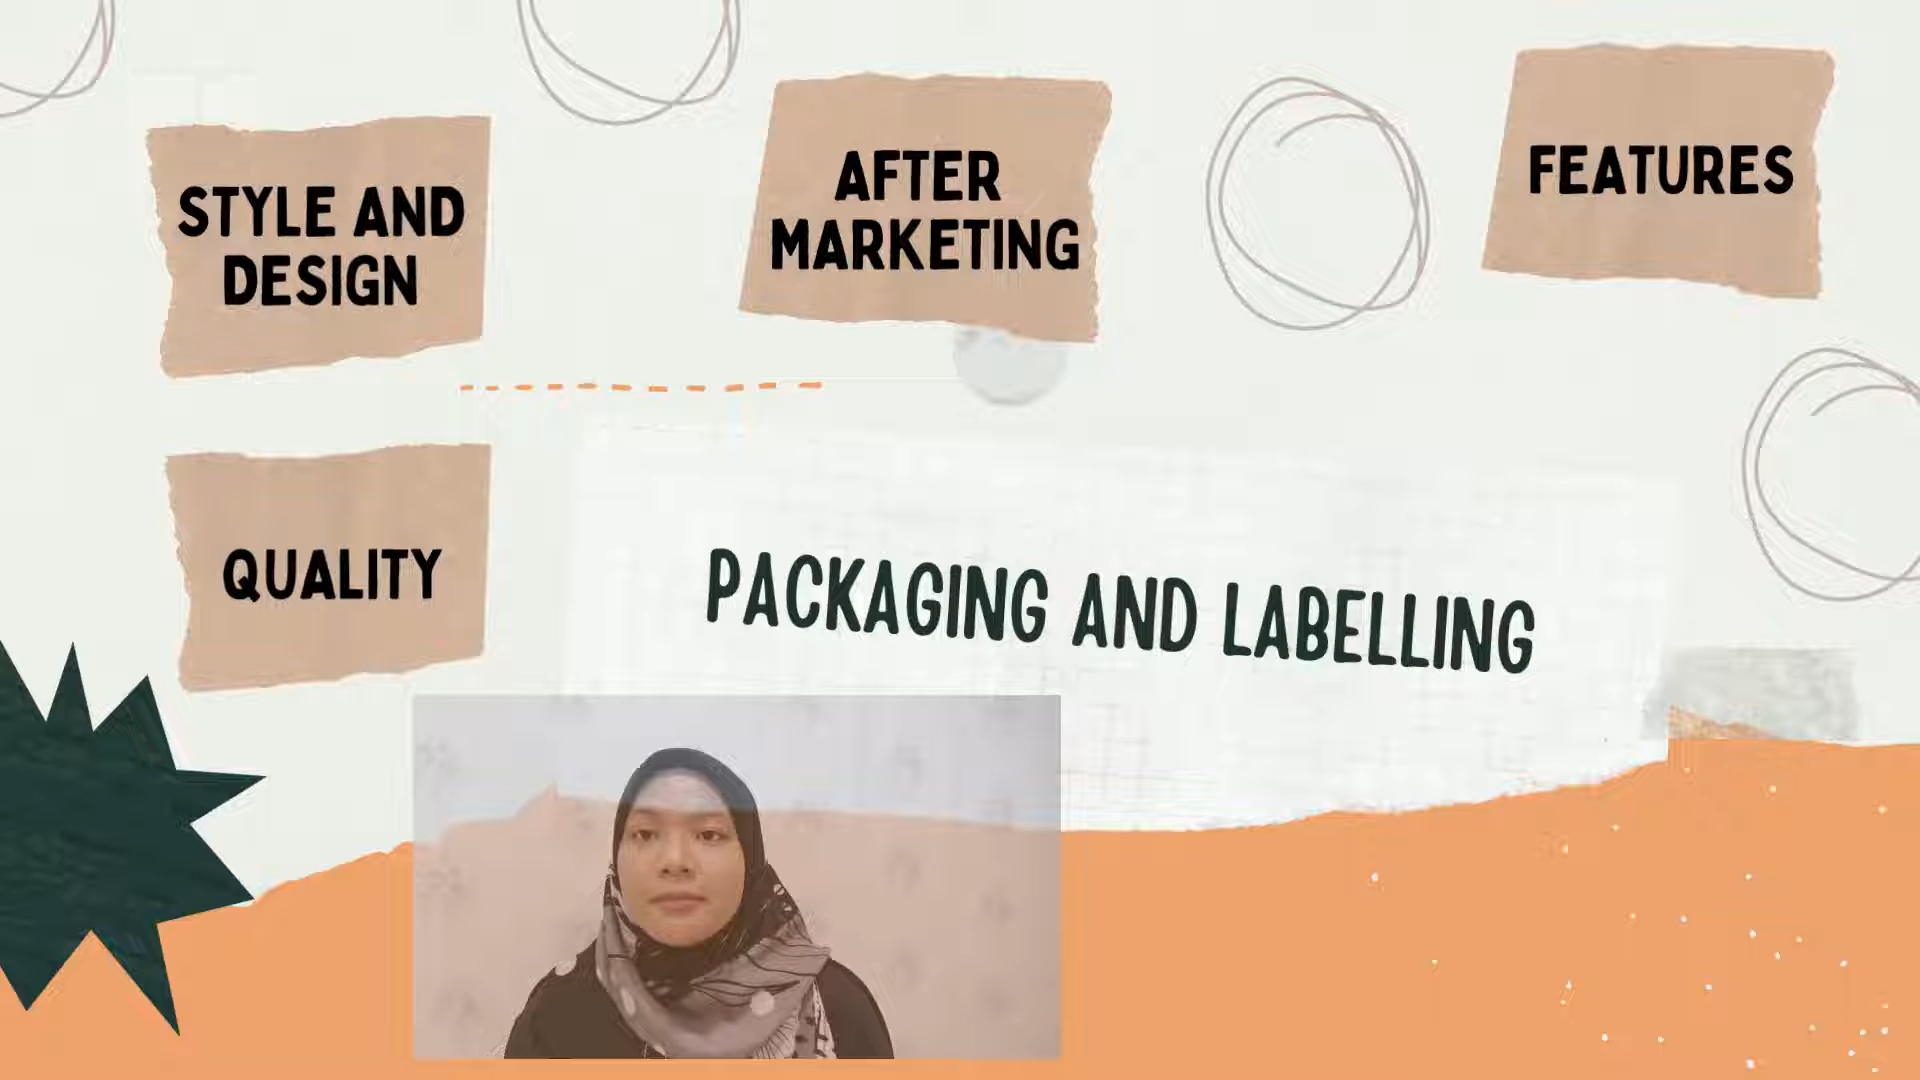 STYLE AND
DESIGN
AFTER
MARKETING
FEATURES
QUALITY
PACKAGING AND LABELLING